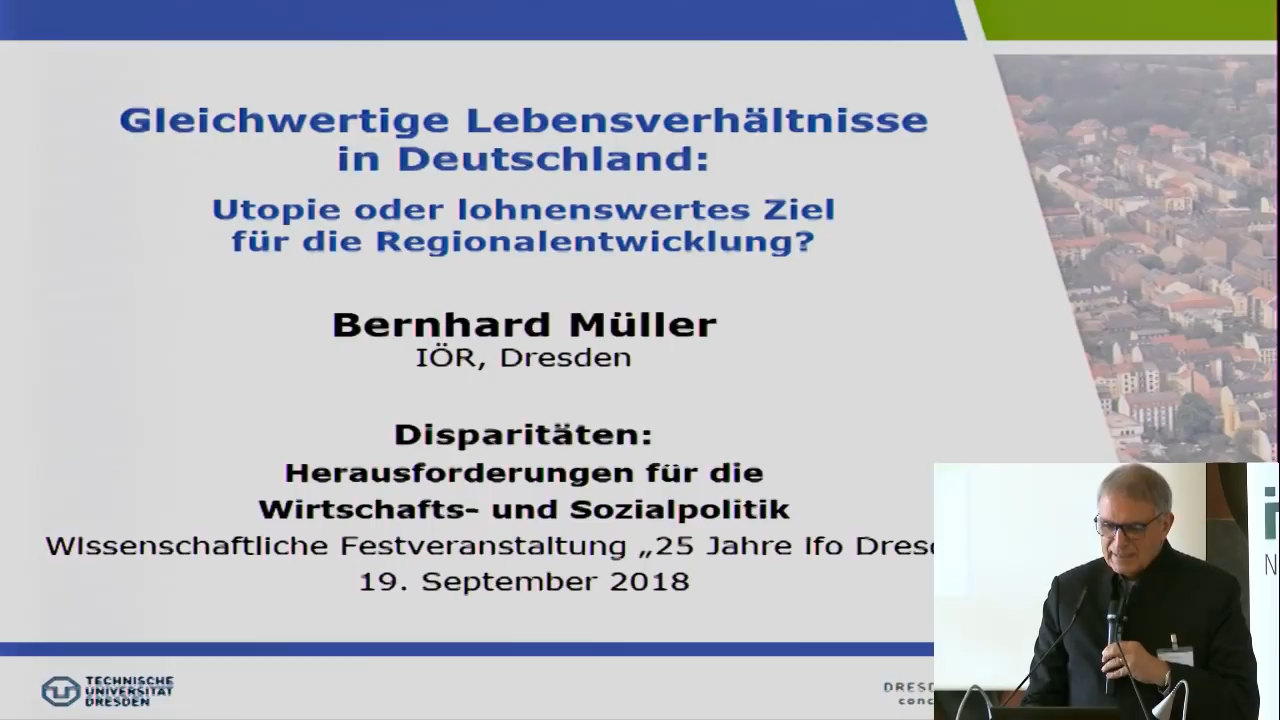 Gleichwertige Lebensverhältnisse
in Deutschland:
Utopie oder lohnenswertes Ziel
für die Regionalentwicklung?
Bernhard Müller
IÖR, Dresden
Disparitäten:
Herausforderungen für die
Wirtschafts- und Sozialpolitik
Wissenschaftliche Festveranstaltung „25 Jahre ifo
19. September 2018
TECHNISCHE
UNIVERSITÄT
DRESDEN